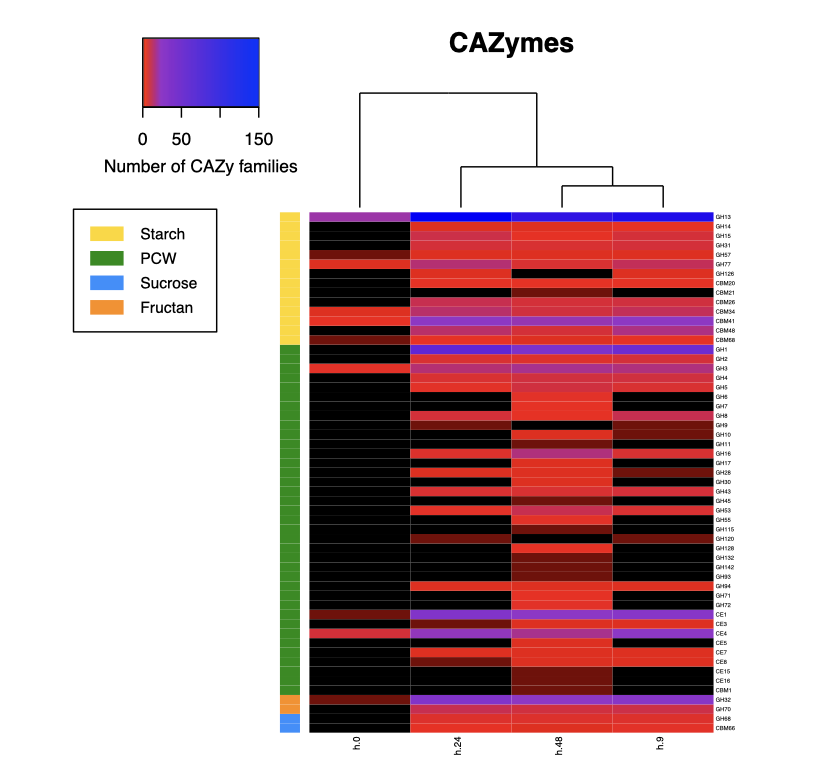 CAZymes
0 50 150
Number of CAZy families
Starch
PCW
Sucrose
Fructan
GH13
GH14
GH15
GH31
GH57
GH77
GH126
CBM20
CBM21
CBM26
CBM34
CBM41
CBM48
CBM68
GH1
GH2
GH3
GH4
GH5
GH6
GH7
GH8
GH9
GH10
GH11
GH16
GH17
GH28
GH30
GH43
GH45
GH53
GH55
GH115
GH120
GH128
GH132
GH142
GH93
GH94
GH71
GH72
CE1
CE3
CE4
CE5
CE7
CE8
CE15
CE16
CBM1
GH32
GH70
GH68
CBM66
h.0 h.24 h.48 h.9